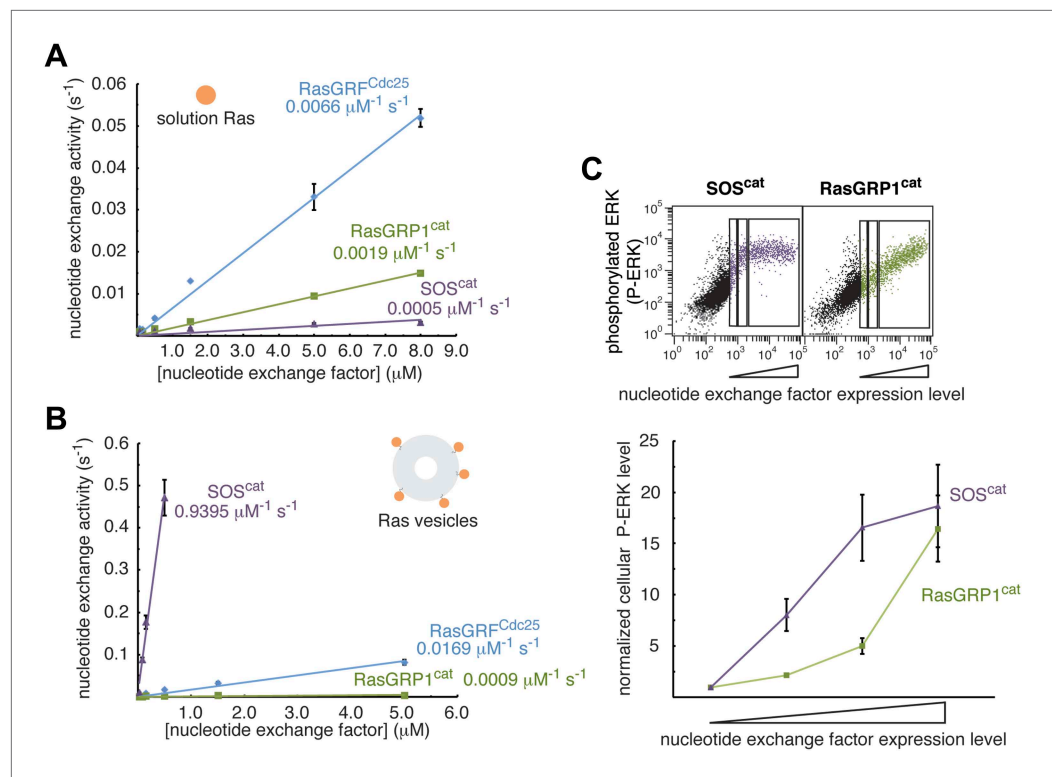 A
nucleotide exchange activity (s⁻¹)
0.06
0.05
0.04
0.03
0.02
0.01
solution Ras
RasGRF^Cdc25
0.0066 μM⁻¹ s⁻¹
RasGRP1^cat
0.0019 μM⁻¹ s⁻¹
SOS^cat
0.0005 μM⁻¹ s⁻¹
1.0 2.0 3.0 4.0 5.0 6.0 7.0 8.0 9.0
[nucleotide exchange factor] (μM)
B
nucleotide exchange activity (s⁻¹)
0.6
0.5
0.4
0.3
0.2
0.1
SOS^cat
0.9395 μM⁻¹ s⁻¹
Ras vesicles
RasGRF^Cdc25
0.0169 μM⁻¹ s⁻¹
RasGRP1^cat 0.0009 μM⁻¹ s⁻¹
1.0 2.0 3.0 4.0 5.0 6.0
[nucleotide exchange factor] (μM)
C
SOS^cat RasGRP1^cat
phosphorylated ERK
(P-ERK)
10⁵
10⁴
10³
10²
10
10⁰ 10² 10³ 10⁴ 10⁵ 10⁰ 10² 10³ 10⁴ 10⁵
nucleotide exchange factor expression level
normalized cellular P-ERK level
25
20
15
10
5
SOS^cat
RasGRP1^cat
nucleotide exchange factor expression level